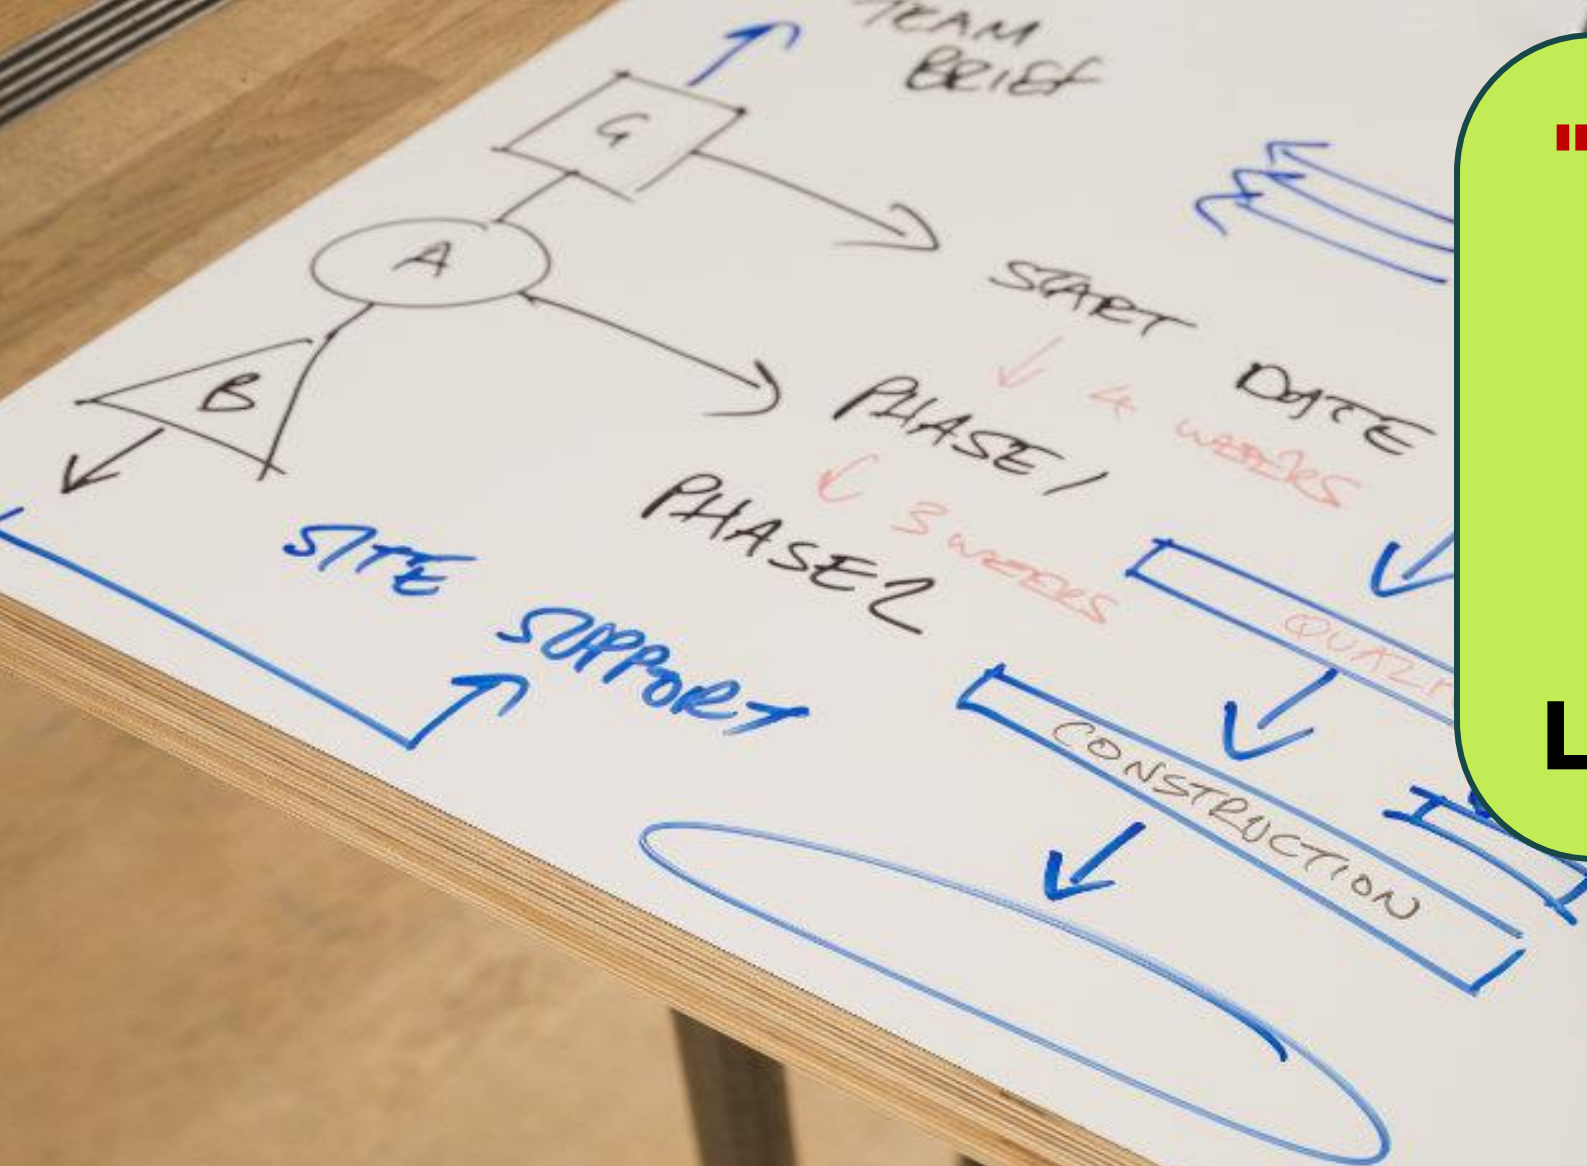 TEAM
BRIEF
G
A
B
START DATE
4 WEEKS
PHASE 1
3 WEEKS
PHASE 2
SITE SUPPORT
CONSTRUCTION
"
L